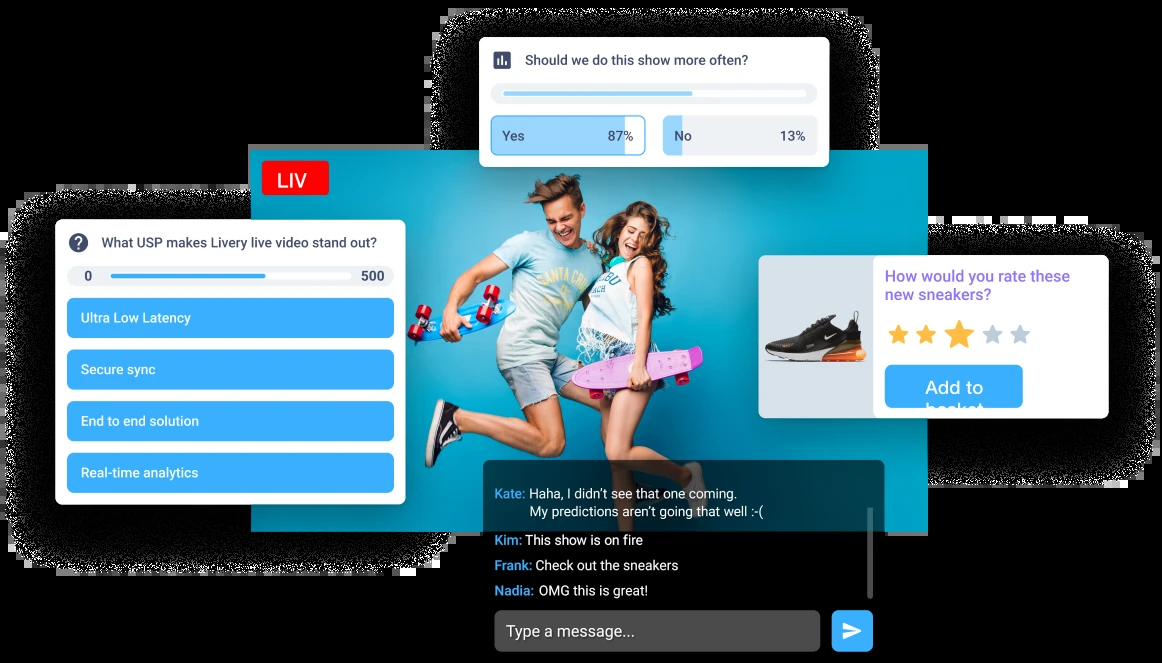 Should we do this show more often?
Yes 87% No 13%
LIV
What USP makes Livery live video stand out?
0 500
Ultra Low Latency
Secure sync
End to end solution
Real-time analytics
SANTA CRUZ
How would you rate these
new sneakers?
Add to
basket
Kate: Haha, I didn't see that one coming.
My predictions aren't going that well :-(
Kim: This show is on fire
Frank: Check out the sneakers
Nadia: OMG this is great!
Type a message...